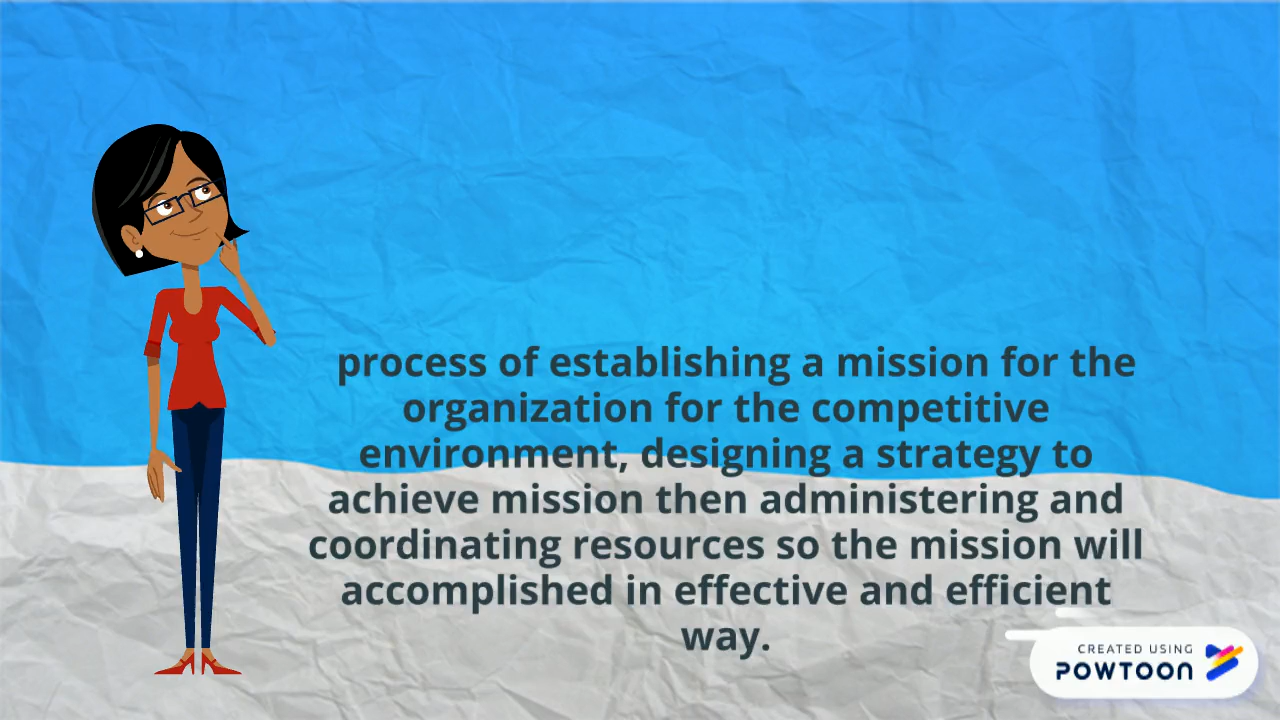 process of establishing a mission for the
organization for the competitive
environment, designing a strategy to
achieve mission then administering and
coordinating resources so the mission will
accomplished in effective and efficient
way.
CREATED USING
POWTOON